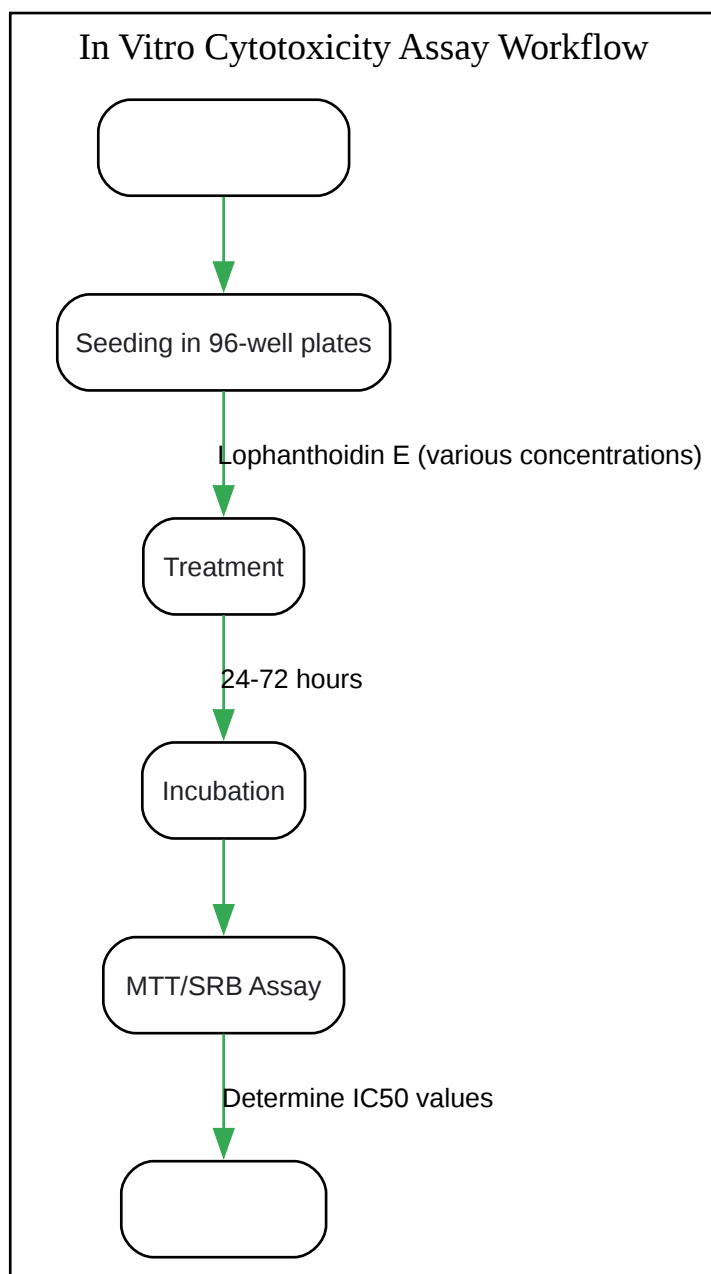 In Vitro Cytotoxicity Assay Workflow
Seeding in 96-well plates
Lophanthoidin E (various concentrations)
Treatment
24-72 hours
Incubation
MTT/SRB Assay
Determine IC50 values